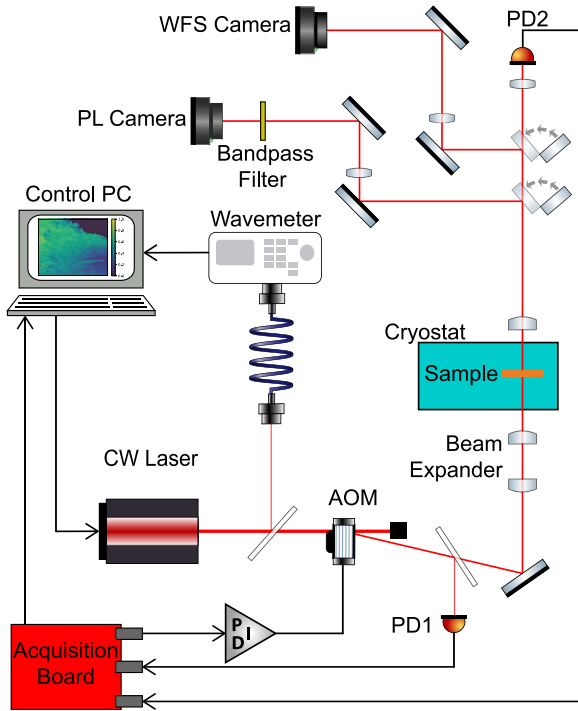 PD2
WFS Camera
PL Camera
Bandpass
Filter
Control PC
Wavemeter
Cryostat
Sample
Beam
Expander
CW Laser
AOM
PD1
P
I
D
Acquisition
Board